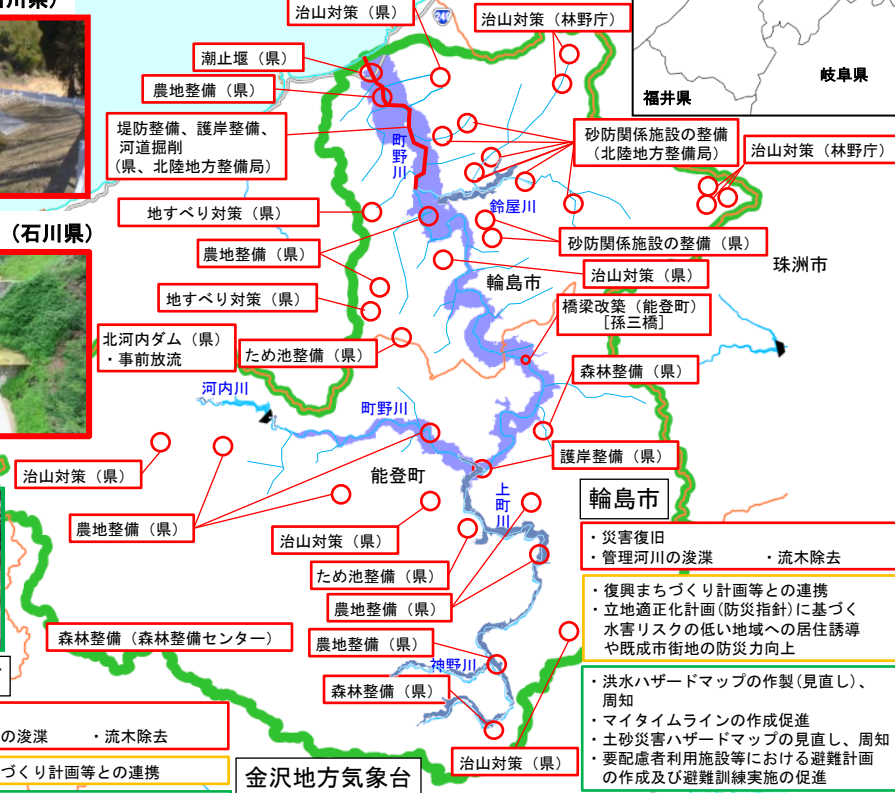 治山対策（県）
249
治山対策（林野庁）
潮止堰（県）
農地整備（県）
福井県
岐阜県
堤防整備、護岸整備、
河道掘削
（県、北陸地方整備局）
町野川
砂防関係施設の整備
（北陸地方整備局）
治山対策（林野庁）
地すべり対策（県）
鈴屋川
（石川県）
砂防関係施設の整備（県）
農地整備（県）
治山対策（県）
珠洲市
輪島市
地すべり対策（県）
橋梁改築（能登町）
［孫三橋］
北河内ダム（県）
・事前放流
ため池整備（県）
森林整備（県）
河内川
町野川
護岸整備（県）
治山対策（県）
能登町
上町川
輪島市
農地整備（県）
治山対策（県）
・災害復旧
・管理河川の浚渫　・流木除去
ため池整備（県）
農地整備（県）
・復興まちづくり計画等との連携
・立地適正化計画(防災指針)に基づく
水害リスクの低い地域への居住誘導
や既成市街地の防災力向上
森林整備（森林整備センター）
農地整備（県）
神野川
森林整備（県）
・洪水ハザードマップの作製(見直し)、
周知
・マイタイムラインの作成促進
・土砂災害ハザードマップの見直し、周知
・要配慮者利用施設等における避難計画
の作成及び避難訓練実施の促進
の浚渫　・流木除去
治山対策（県）
づくり計画等との連携
金沢地方気象台